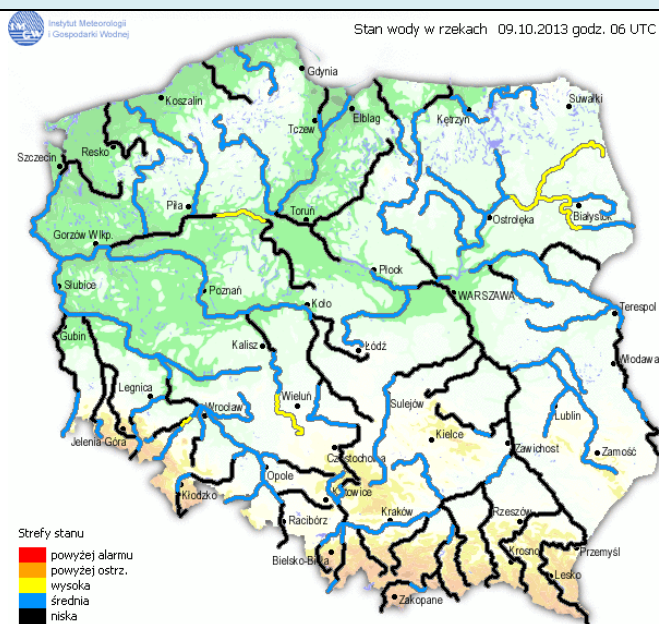 Instytut Meteorologii
i Gospodarki Wodnej
Stan wody w rzekach 09.10.2013 godz. 06 UTC
Gdynia
Koszalin
Suwałki
Tczew
Elbląg
Kętrzyn
Resko
Szczecin
Piła
Toruń
Ostrołęka
Białystok
Gorzów Wlkp.
Płock
Słubice
Poznań
Koło
WARSZAWA
Terespol
Gubin
Kalisz
Łódź
Włodawa
Legnica
Wrocław
Wieluń
Sulejów
Lublin
Jelenia-Góra
Kielce
Zawichost
Zamość
Częstochowa
Opole
Kłodzko
Katowice
Racibórz
Kraków
Rzeszów
Bielsko-Biała
Krosno
Przemyśl
Lesko
Zakopane
Strefy stanu
powyżej alarmu
powyżej ostrz.
wysoka
średnia
niska